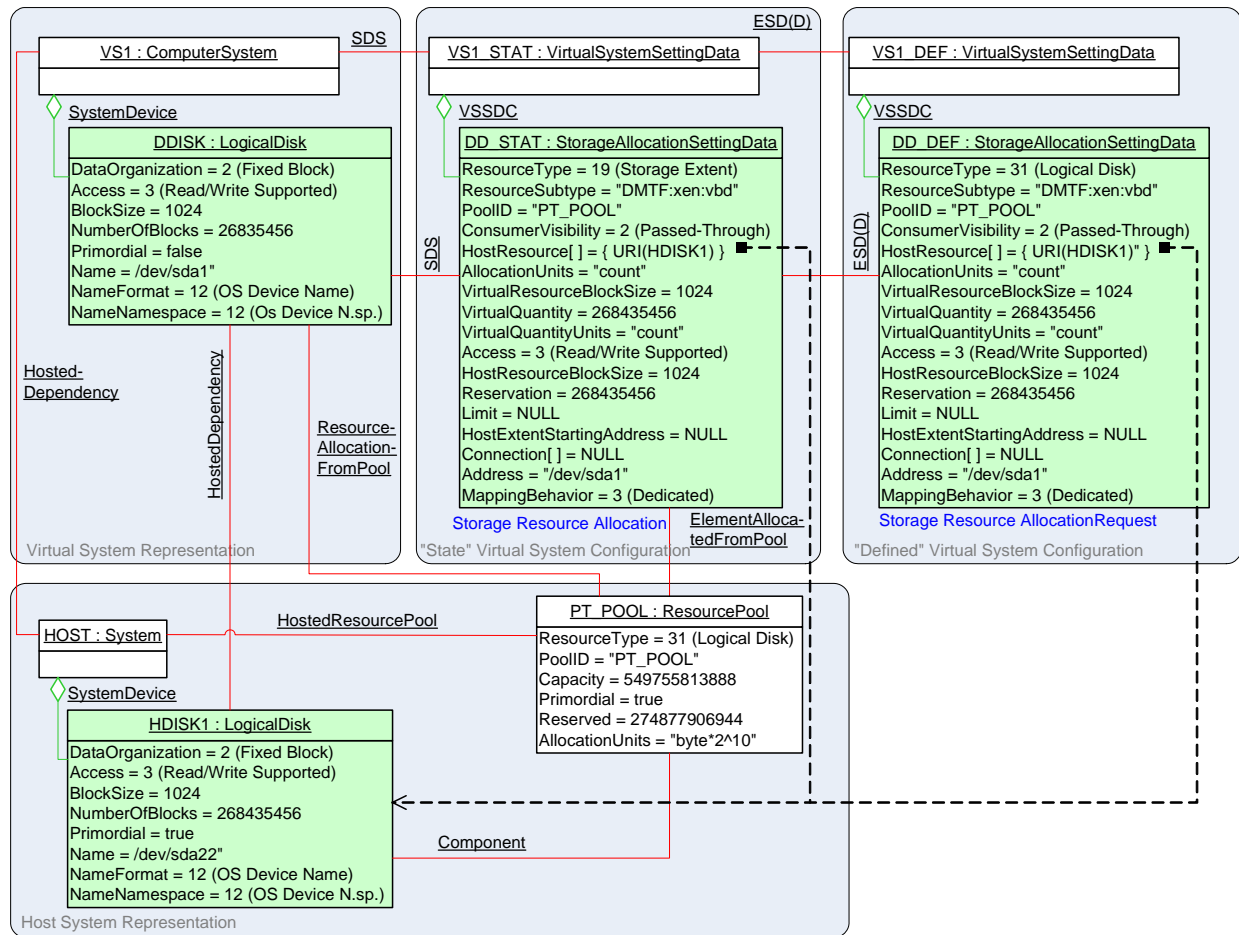 ESD(D)
SDS
VS1 : ComputerSystem
VS1_STAT : VirtualSystemSettingData
VS1_DEF : VirtualSystemSettingData
SystemDevice
VSSDC
VSSDC
DDISK : LogicalDisk
DataOrganization = 2 (Fixed Block)
Access = 3 (Read/Write Supported)
BlockSize = 1024
NumberOfBlocks = 26835456
Primordial = false
Name = /dev/sda1"
NameFormat = 12 (OS Device Name)
NameNamespace = 12 (Os Device N.sp.)
SDS
DD_STAT : StorageAllocationSettingData
ResourceType = 19 (Storage Extent)
ResourceSubtype = "DMTF:xen:vbd"
PoolID = "PT_POOL"
ConsumerVisibility = 2 (Passed-Through)
HostResource[ ] = { URI(HDISK1) }
AllocationUnits = "count"
VirtualResourceBlockSize = 1024
VirtualQuantity = 268435456
VirtualQuantityUnits = "count"
Access = 3 (Read/Write Supported)
HostResourceBlockSize = 1024
Reservation = 268435456
Limit = NULL
HostExtentStartingAddress = NULL
Connection[ ] = NULL
Address = "/dev/sda1"
MappingBehavior = 3 (Dedicated)
ESD(D)
DD_DEF : StorageAllocationSettingData
ResourceType = 31 (Logical Disk)
ResourceSubtype = "DMTF:xen:vbd"
PoolID = "PT_POOL"
ConsumerVisibility = 2 (Passed-Through)
HostResource[ ] = { URI(HDISK1)" }
AllocationUnits = "count"
VirtualResourceBlockSize = 1024
VirtualQuantity = 268435456
VirtualQuantityUnits = "count"
Access = 3 (Read/Write Supported)
HostResourceBlockSize = 1024
Reservation = 268435456
Limit = NULL
HostExtentStartingAddress = NULL
Connection[ ] = NULL
Address = "/dev/sda1"
MappingBehavior = 3 (Dedicated)
Hosted-
Dependency
HostedDependency
Resource-
Allocation-
FromPool
Storage Resource Allocation
ElementAlloca-
tedFromPool
Storage Resource AllocationRequest
Virtual System Representation
"State" Virtual System Configuration
"Defined" Virtual System Configuration
HOST : System
HostedResourcePool
PT_POOL : ResourcePool
ResourceType = 31 (Logical Disk)
PoolID = "PT_POOL"
Capacity = 549755813888
Primordial = true
Reserved = 274877906944
AllocationUnits = "byte*2^10"
SystemDevice
HDISK1 : LogicalDisk
DataOrganization = 2 (Fixed Block)
Access = 3 (Read/Write Supported)
BlockSize = 1024
NumberOfBlocks = 268435456
Primordial = true
Name = /dev/sda22"
NameFormat = 12 (OS Device Name)
NameNamespace = 12 (OS Device N.sp.)
Component
Host System Representation